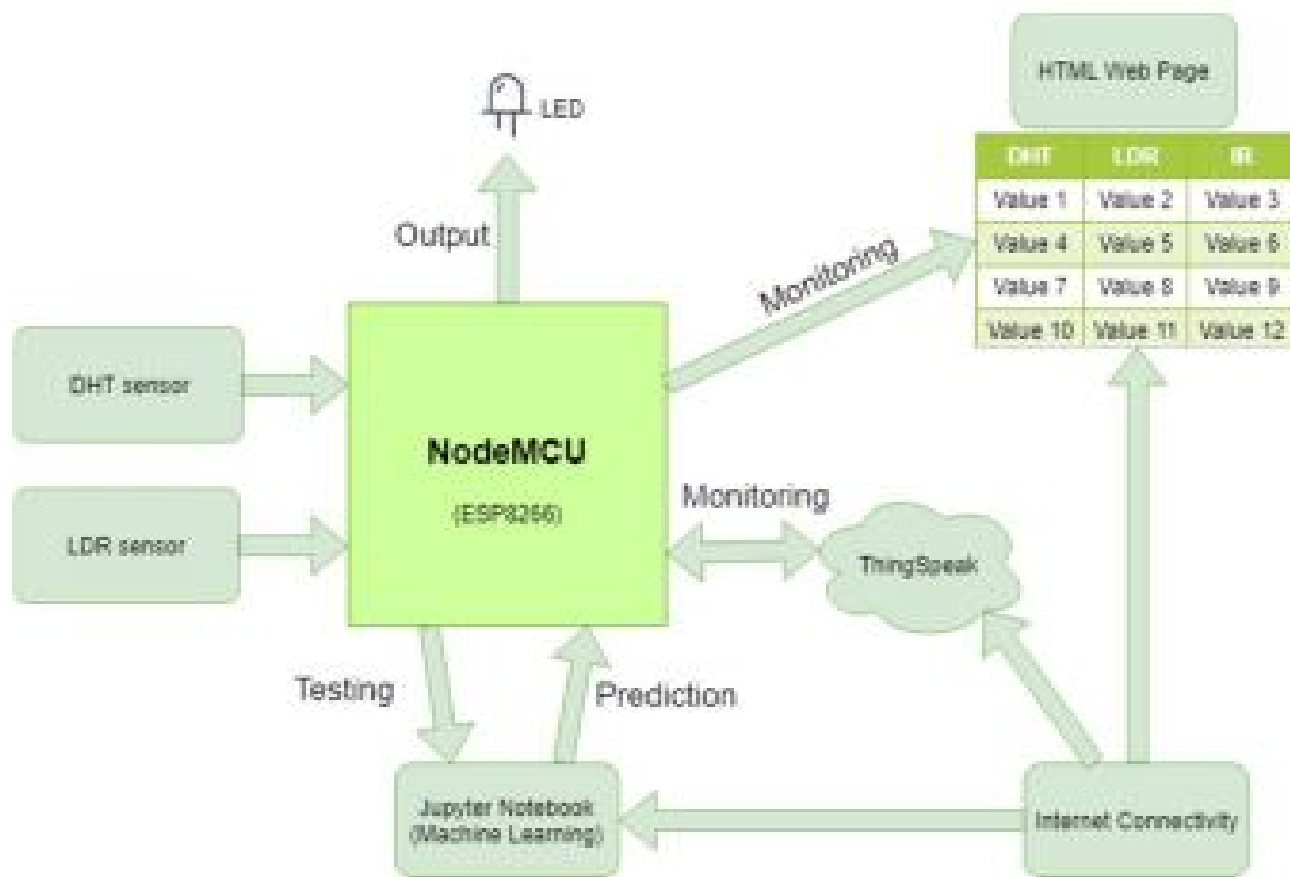 HTML Web Page
LED
DHT LDR IR
Value 1 Value 2 Value 3
Output
Value 4 Value 5 Value 6
Monitoring
Value 7 Value 8 Value 9
Value 10 Value 11 Value 12
DHT sensor
NodeMCU
(ESP8266)
Monitoring
LDR sensor
ThingSpeak
Testing
Prediction
Jupyter Notebook
(Machine Learning)
Internet Connectivity